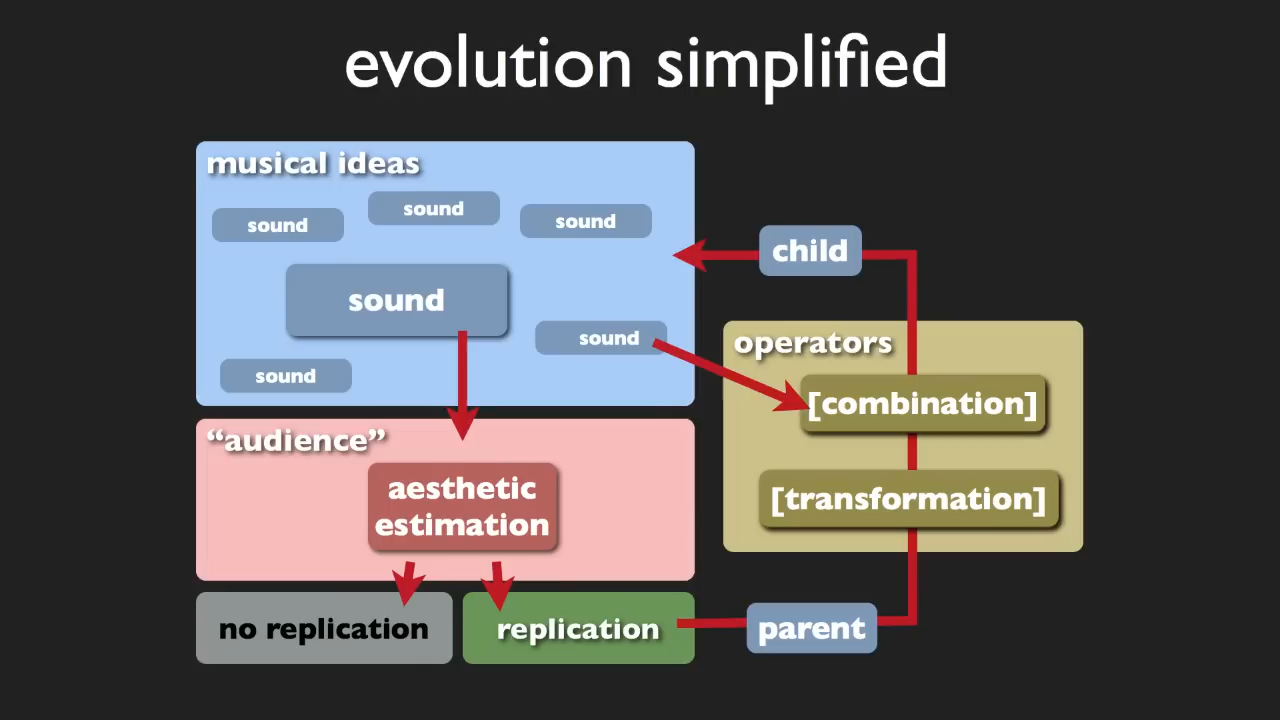 evolution simplified
musical ideas
sound
sound
sound
sound
sound
sound
“audience”
aesthetic
estimation
no replication
replication
parent
operators
[combination]
[transformation]
child